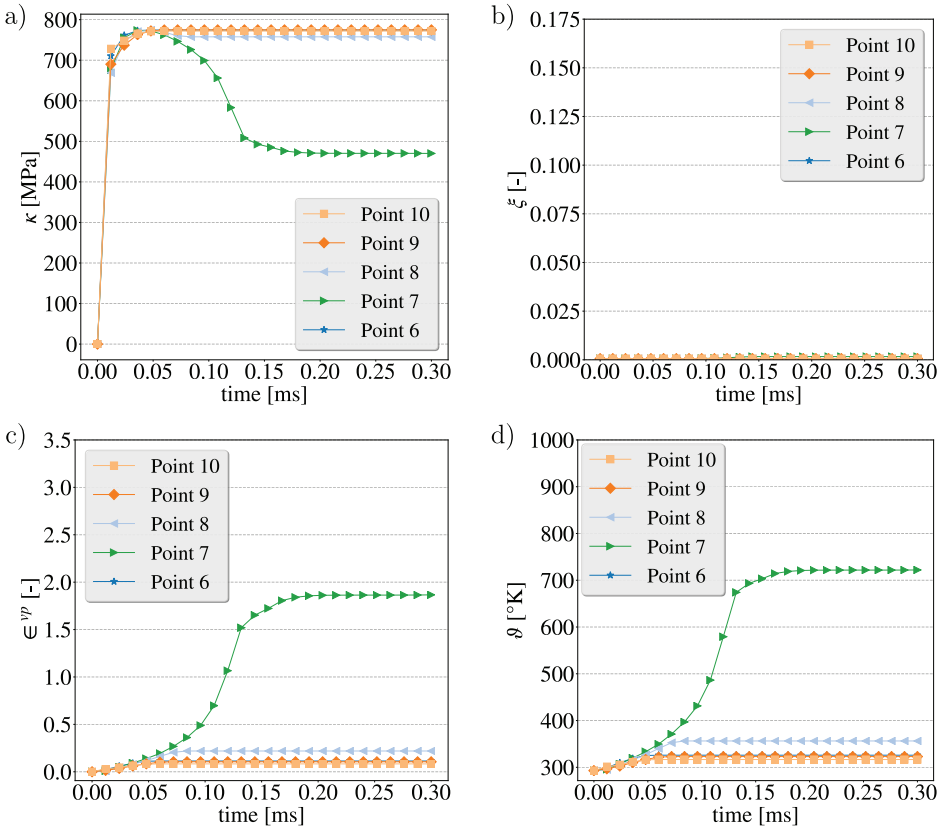 a)
800
700
600
500
400
300
200
100
0
κ [MPa]
Point 10
Point 9
Point 8
Point 7
Point 6
0.00 0.05 0.10 0.15 0.20 0.25 0.30
time [ms]
b)
0.175
0.150
0.125
0.100
0.075
0.050
0.025
0.000
ξ [-]
Point 10
Point 9
Point 8
Point 7
Point 6
0.00 0.05 0.10 0.15 0.20 0.25 0.30
time [ms]
c)
3.5
3.0
2.5
2.0
1.5
1.0
0.5
0.0
∈ᵛᵖ [-]
Point 10
Point 9
Point 8
Point 7
Point 6
0.00 0.05 0.10 0.15 0.20 0.25 0.30
time [ms]
d)
1000
900
800
700
600
500
400
300
ϑ [°K]
Point 10
Point 9
Point 8
Point 7
Point 6
0.00 0.05 0.10 0.15 0.20 0.25 0.30
time [ms]